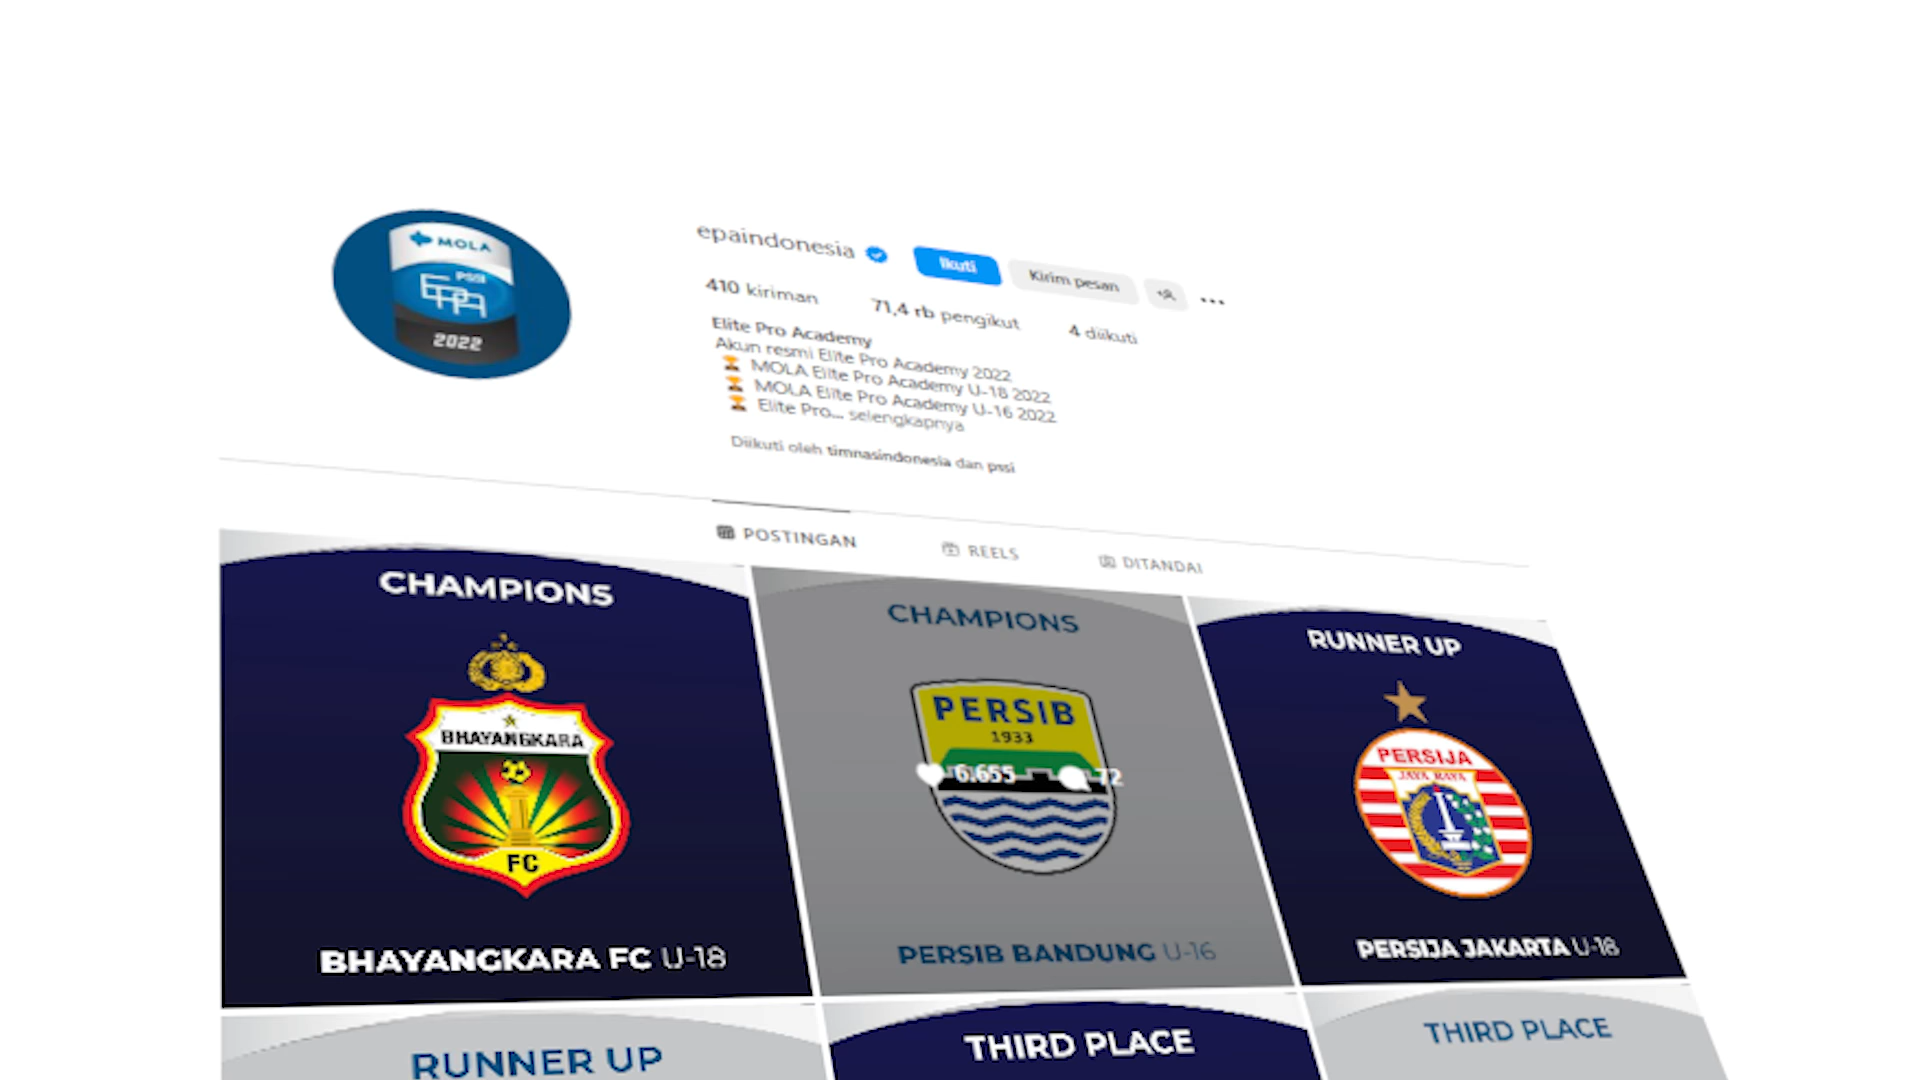 MOLA
PSSI
EPA
2022
epaindonesia
Ikuti
Kirim pesan
410 kiriman
71,4 rb pengikut
4 diikuti
Elite Pro Academy
Akun resmi Elite Pro Academy 2022
🏆 MOLA Elite Pro Academy U-18 2022
🏆 MOLA Elite Pro Academy U-16 2022
🏆 Elite Pro... selengkapnya
Diikuti oleh timnasindonesia dan pssi
POSTINGAN
REELS
DITANDAI
CHAMPIONS
BHAYANGKARA
FC
BHAYANGKARA FC U-18
CHAMPIONS
PERSIB
1933
6.655
72
PERSIB BANDUNG U-16
RUNNER UP
PERSIJA
JAYA RAYA
PERSIJA JAKARTA U-18
RUNNER UP
THIRD PLACE
THIRD PLACE